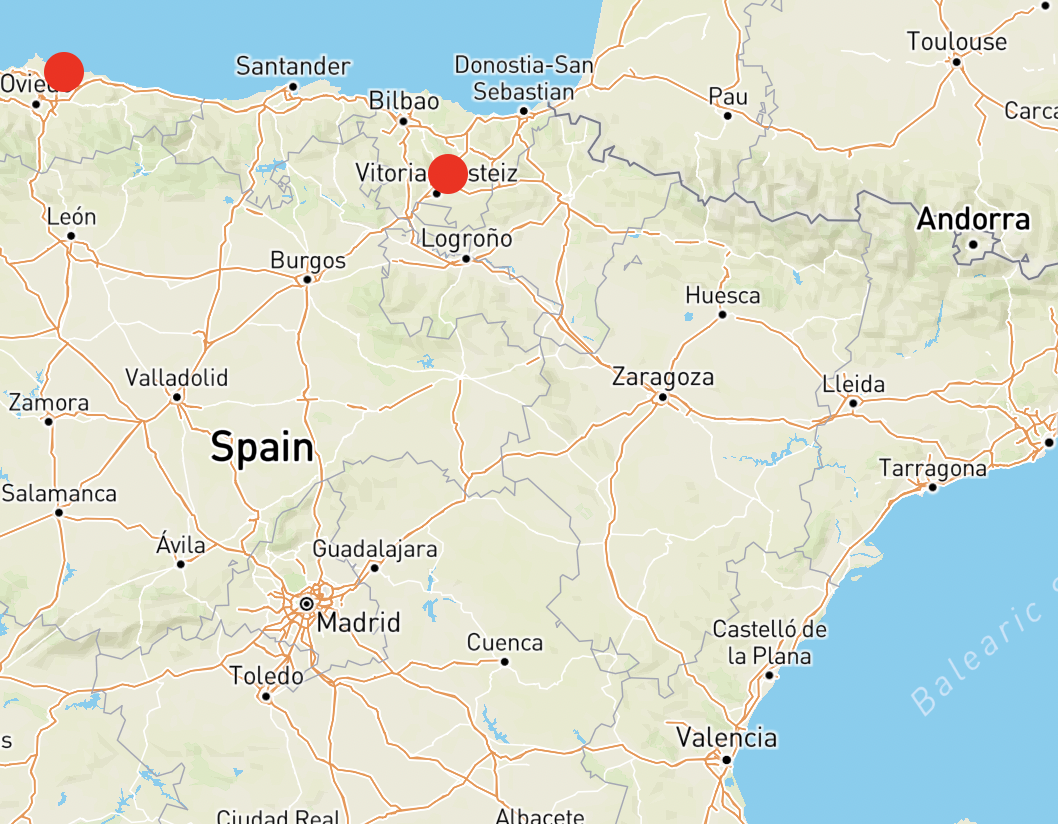 Toulouse
Santander
Donostia-San
Sebastian
Ovie
Bilbao
Pau
Carca
Vitoria
steiz
León
Andorra
Logroño
Burgos
Huesca
Valladolid
Zaragoza
Lleida
Zamora
Spain
Tarragona
Salamanca
Ávila
Guadalajara
Madrid
Castelló de
la Plana
Cuenca
Balearic S
Toledo
s
Valencia
Ciudad Real
Albacete